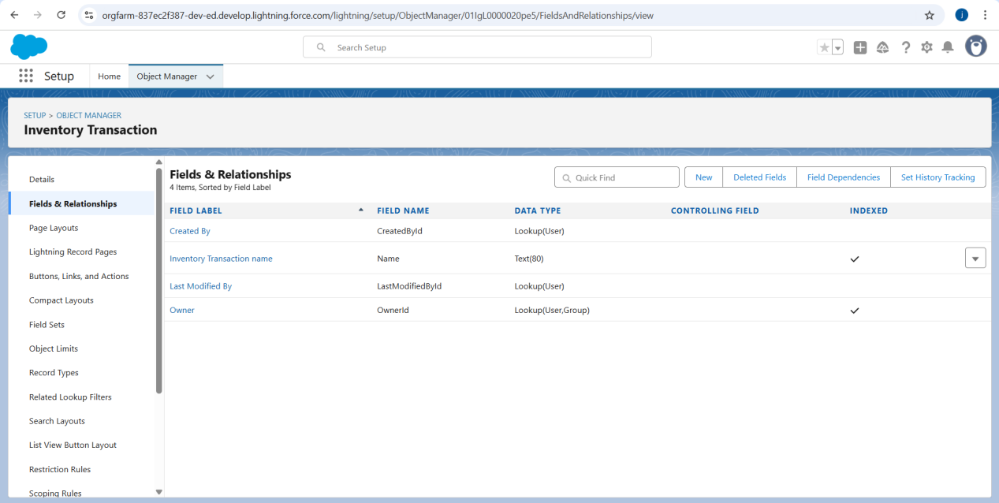 orgfarm-837ec2f387-dev-ed.develop.lightning.force.com/lightning/setup/ObjectManager/01IgL0000020pe5/FieldsAndRelationships/view
j
Search Setup
Setup
Home
Object Manager
SETUP > OBJECT MANAGER
Inventory Transaction
Details
Fields & Relationships
Page Layouts
Lightning Record Pages
Buttons, Links, and Actions
Compact Layouts
Field Sets
Object Limits
Record Types
Related Lookup Filters
Search Layouts
List View Button Layout
Restriction Rules
Scoping Rules
Fields & Relationships
4 Items, Sorted by Field Label
Quick Find
New
Deleted Fields
Field Dependencies
Set History Tracking
FIELD LABEL FIELD NAME DATA TYPE CONTROLLING FIELD INDEXED
Created By CreatedById Lookup(User)
Inventory Transaction name Name Text(80)
Last Modified By LastModifiedById Lookup(User)
Owner OwnerId Lookup(User,Group)